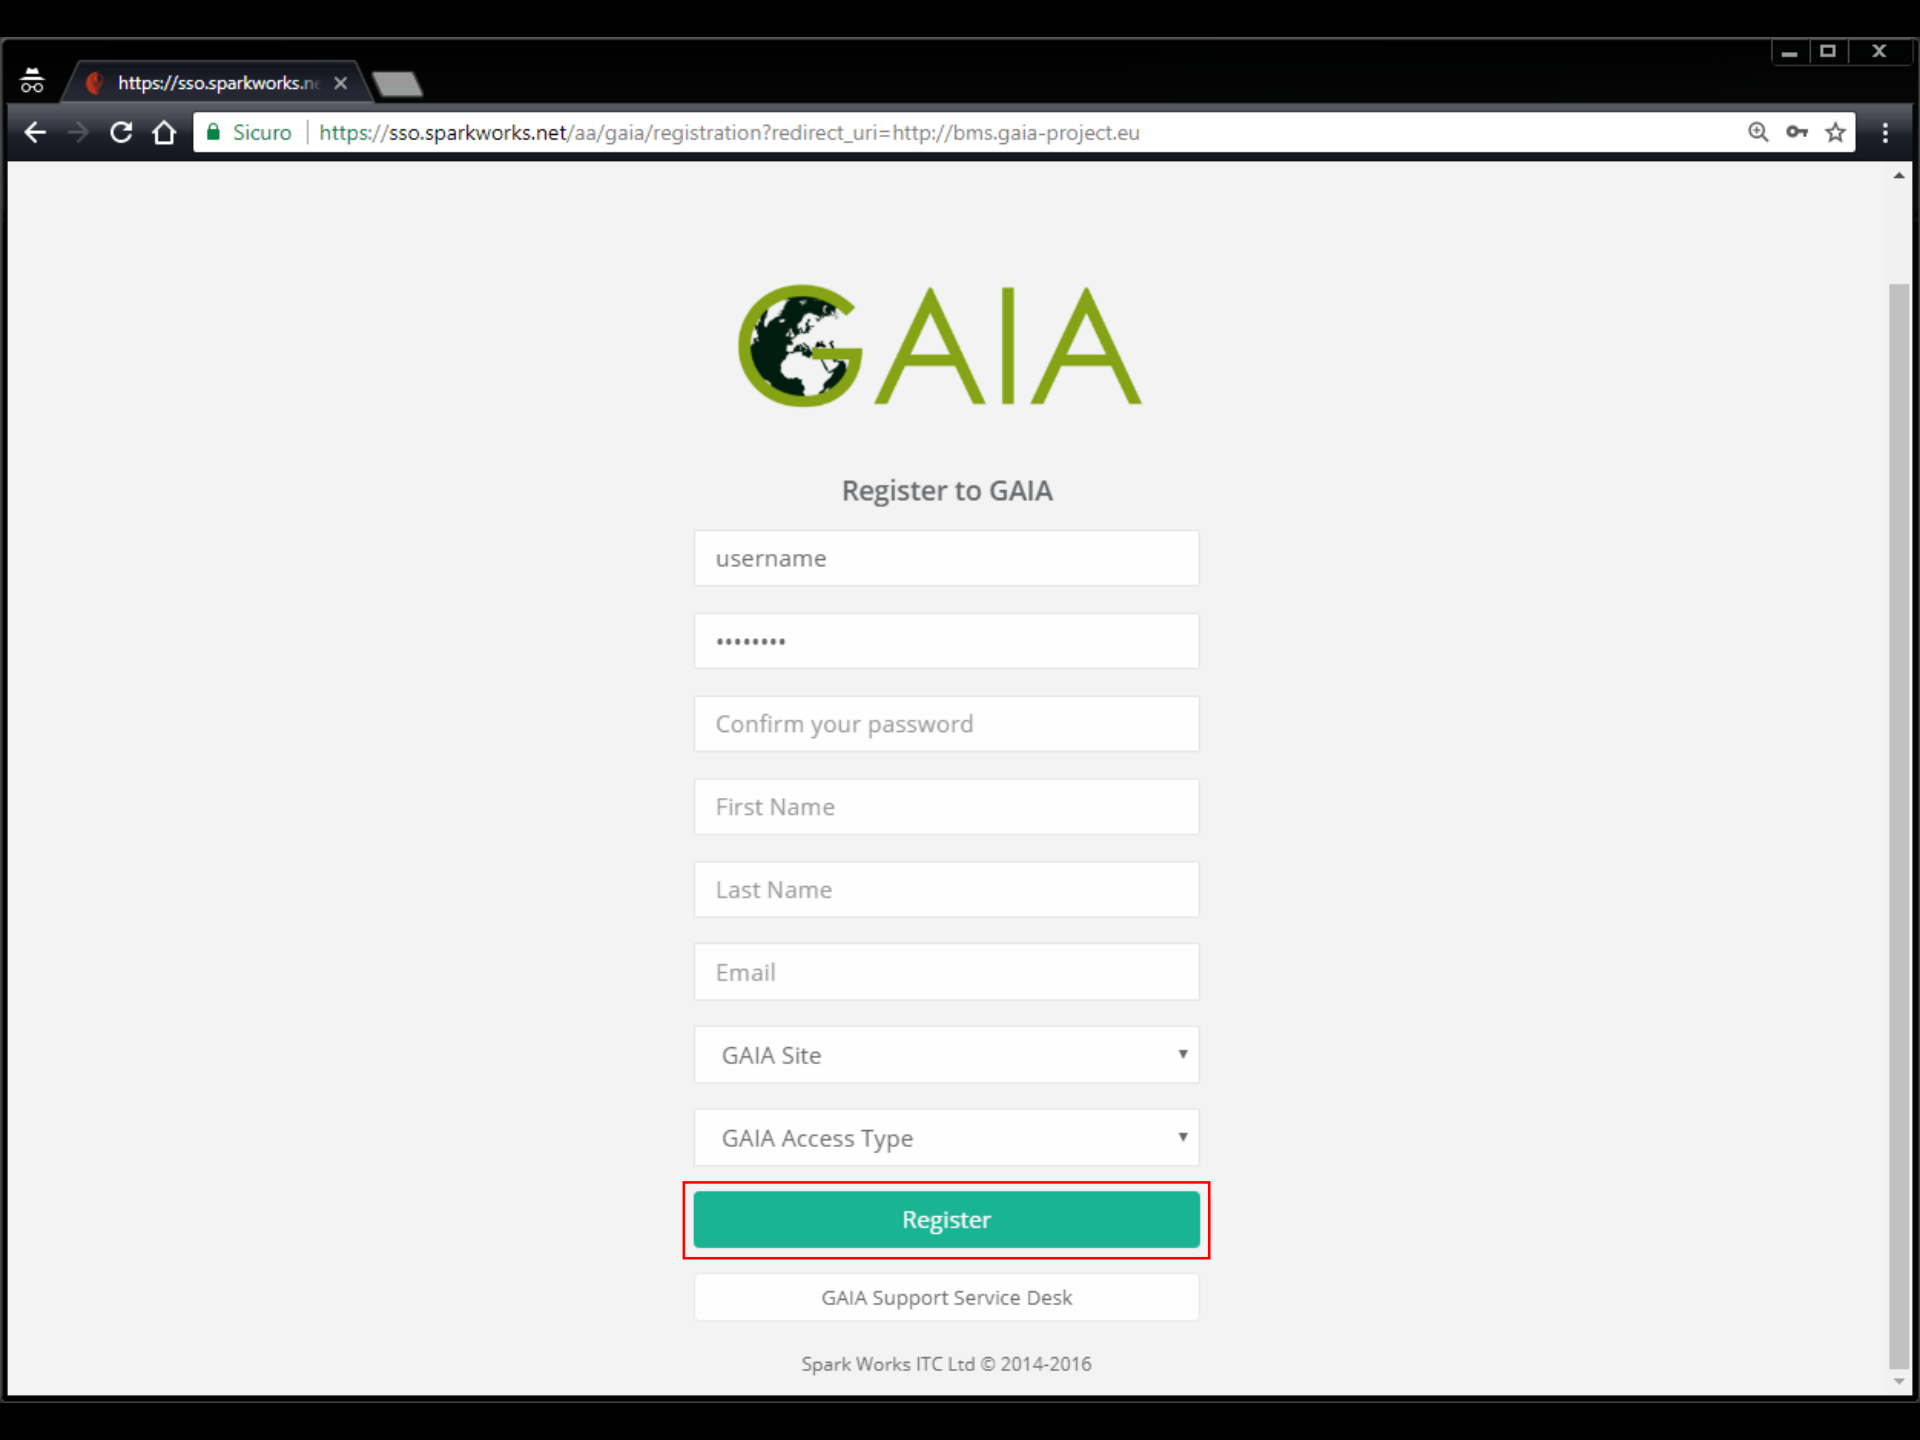 https://sso.sparkworks.ne
Sicuro https://sso.sparkworks.net/aa/gaia/registration?redirect_uri=http://bms.gaia-project.eu
GAIA
Register to GAIA
username
••••••••
Confirm your password
First Name
Last Name
Email
GAIA Site
GAIA Access Type
Register
GAIA Support Service Desk
Spark Works ITC Ltd © 2014-2016